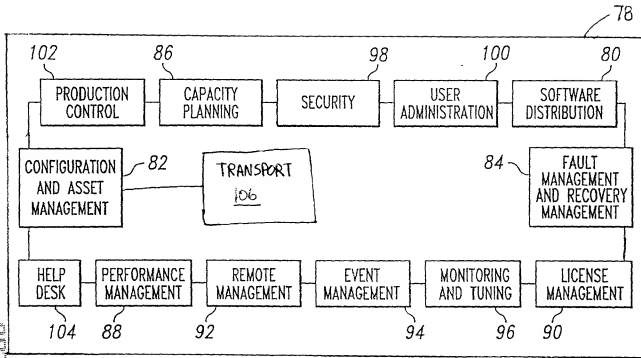 78
102
86
98
100
80
PRODUCTION
CONTROL
CAPACITY
PLANNING
SECURITY
USER
ADMINISTRATION
SOFTWARE
DISTRIBUTION
CONFIGURATION
AND ASSET
MANAGEMENT
82
TRANSPORT
106
84
FAULT
MANAGEMENT
AND RECOVERY
MANAGEMENT
HELP
DESK
PERFORMANCE
MANAGEMENT
REMOTE
MANAGEMENT
EVENT
MANAGEMENT
MONITORING
AND TUNING
LICENSE
MANAGEMENT
104
88
92
94
96
90